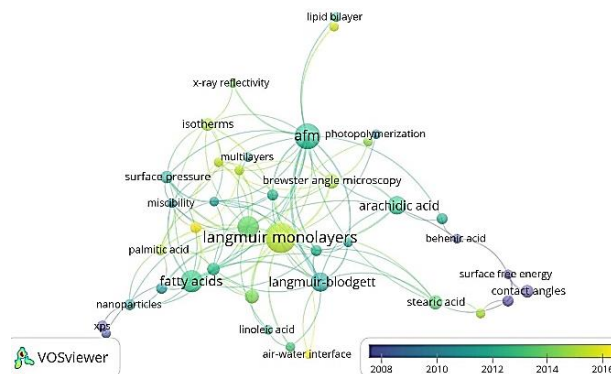 lipid bilayer
x-ray reflectivity
isotherms
afm
photopolymerization
multilayers
surface pressure
brewster angle microscopy
miscibility
arachidic acid
langmuir monolayers
behenic acid
palmitic acid
surface free energy
fatty acids
langmuir-blodgett
contact angles
nanoparticles
stearic acid
xps
linoleic acid
air-water interface
VOSviewer
2008 2010 2012 2014 2016